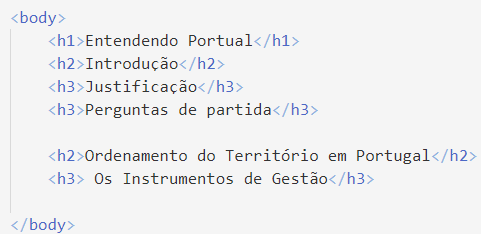 <body>
<h1>Entendendo Portual</h1>
<h2>Introdução</h2>
<h3>Justificação</h3>
<h3>Perguntas de partida</h3>
<h2>Ordenamento do Território em Portugal</h2>
<h3> Os Instrumentos de Gestão</h3>
</body>